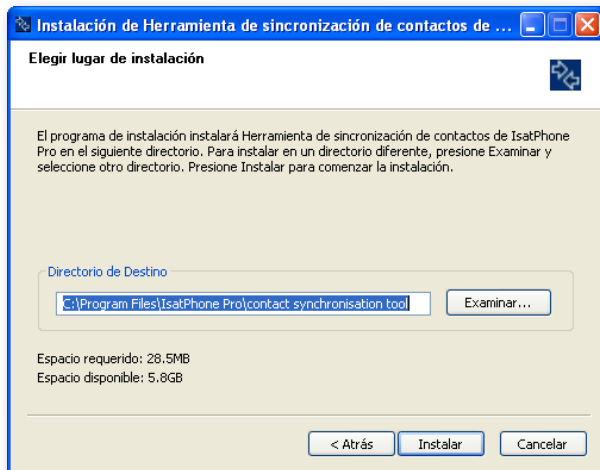 Instalación de Herramienta de sincronización de contactos de ...
Elegir lugar de instalación
El programa de instalación instalará Herramienta de sincronización de contactos de IsatPhone
Pro en el siguiente directorio. Para instalar en un directorio diferente, presione Examinar y
seleccione otro directorio. Presione Instalar para comenzar la instalación.
Directorio de Destino
C:\Program Files\IsatPhone Pro\contact synchronisation tool
Examinar...
Espacio requerido: 28.5MB
Espacio disponible: 5.8GB
< Atrás
Instalar
Cancelar